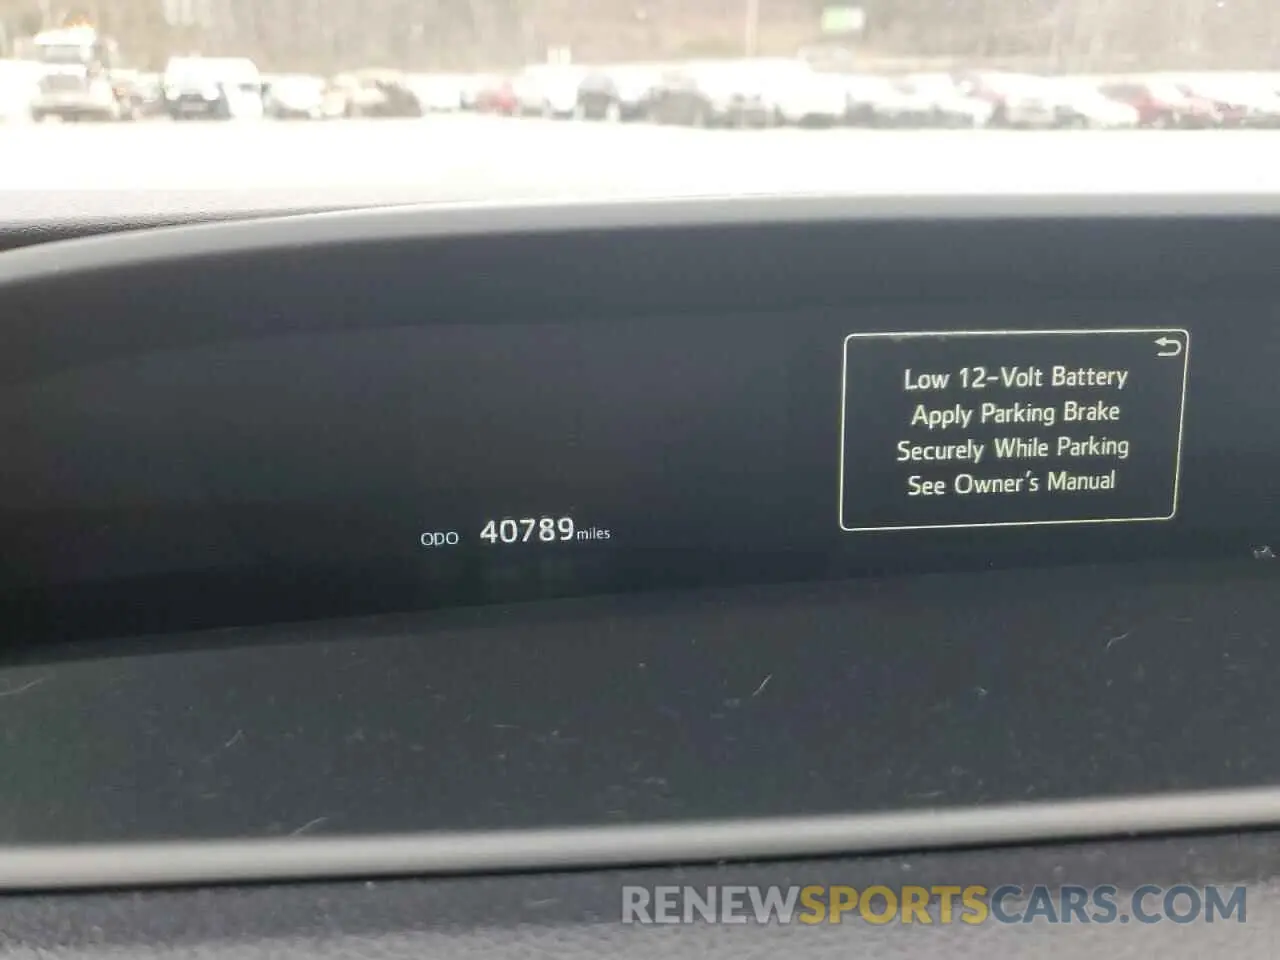 Low 12-Volt Battery
Apply Parking Brake
Securely While Parking
See Owner's Manual
ODO 40789 miles
RENEWSPORTSCARS.COM